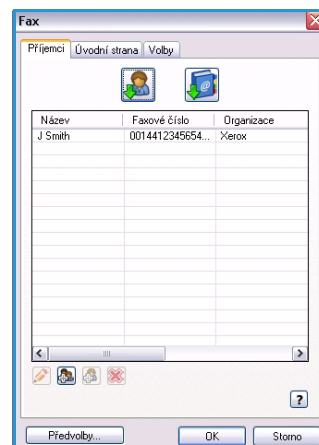 Fax
Příjemci Úvodní strana Volby
Název Faxové číslo Organizace
J Smith 0014412345654... Xerox
Předvolby... OK Storno